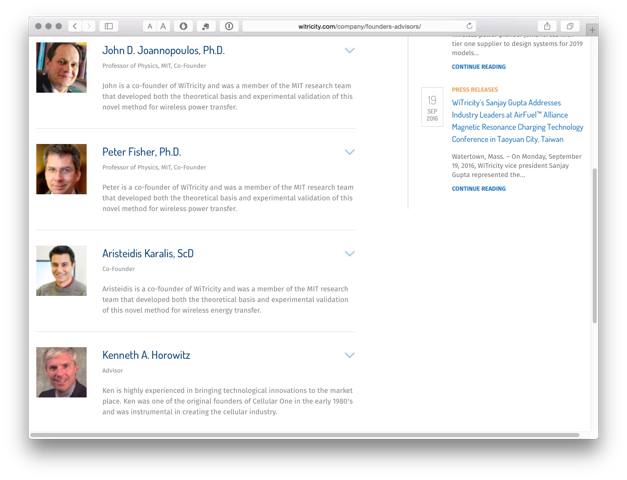 A A
witricity.com/company/founders-advisors/
John D. Joannopoulos, Ph.D.
Professor of Physics, MIT, Co-Founder
John is a co-founder of WiTricity and was a member of the MIT research team
that developed both the theoretical basis and experimental validation of this
novel method for wireless power transfer.
Peter Fisher, Ph.D.
Professor of Physics, MIT, Co-Founder
Peter is a co-founder of WiTricity and was a member of the MIT research team
that developed both the theoretical basis and experimental validation of this
novel method for wireless power transfer.
Aristeidis Karalis, ScD
Co-Founder
Aristeidis is a co-founder of WiTricity and was a member of the MIT research
team that developed both the theoretical basis and experimental validation
of this novel method for wireless energy transfer.
Kenneth A. Horowitz
Advisor
Ken is highly experienced in bringing technological innovations to the market
place. Ken was one of the original founders of Cellular One in the early 1980's
and was instrumental in creating the cellular industry.
tier one supplier to design systems for 2019
models...
CONTINUE READING
19
SEP
2016
PRESS RELEASES
WiTricity's Sanjay Gupta Addresses
Industry Leaders at AirFuel™ Alliance
Magnetic Resonance Charging Technology
Conference in Taoyuan City, Taiwan
Watertown, Mass. – On Monday, September
19, 2016, WiTricity vice president Sanjay
Gupta represented the...
CONTINUE READING